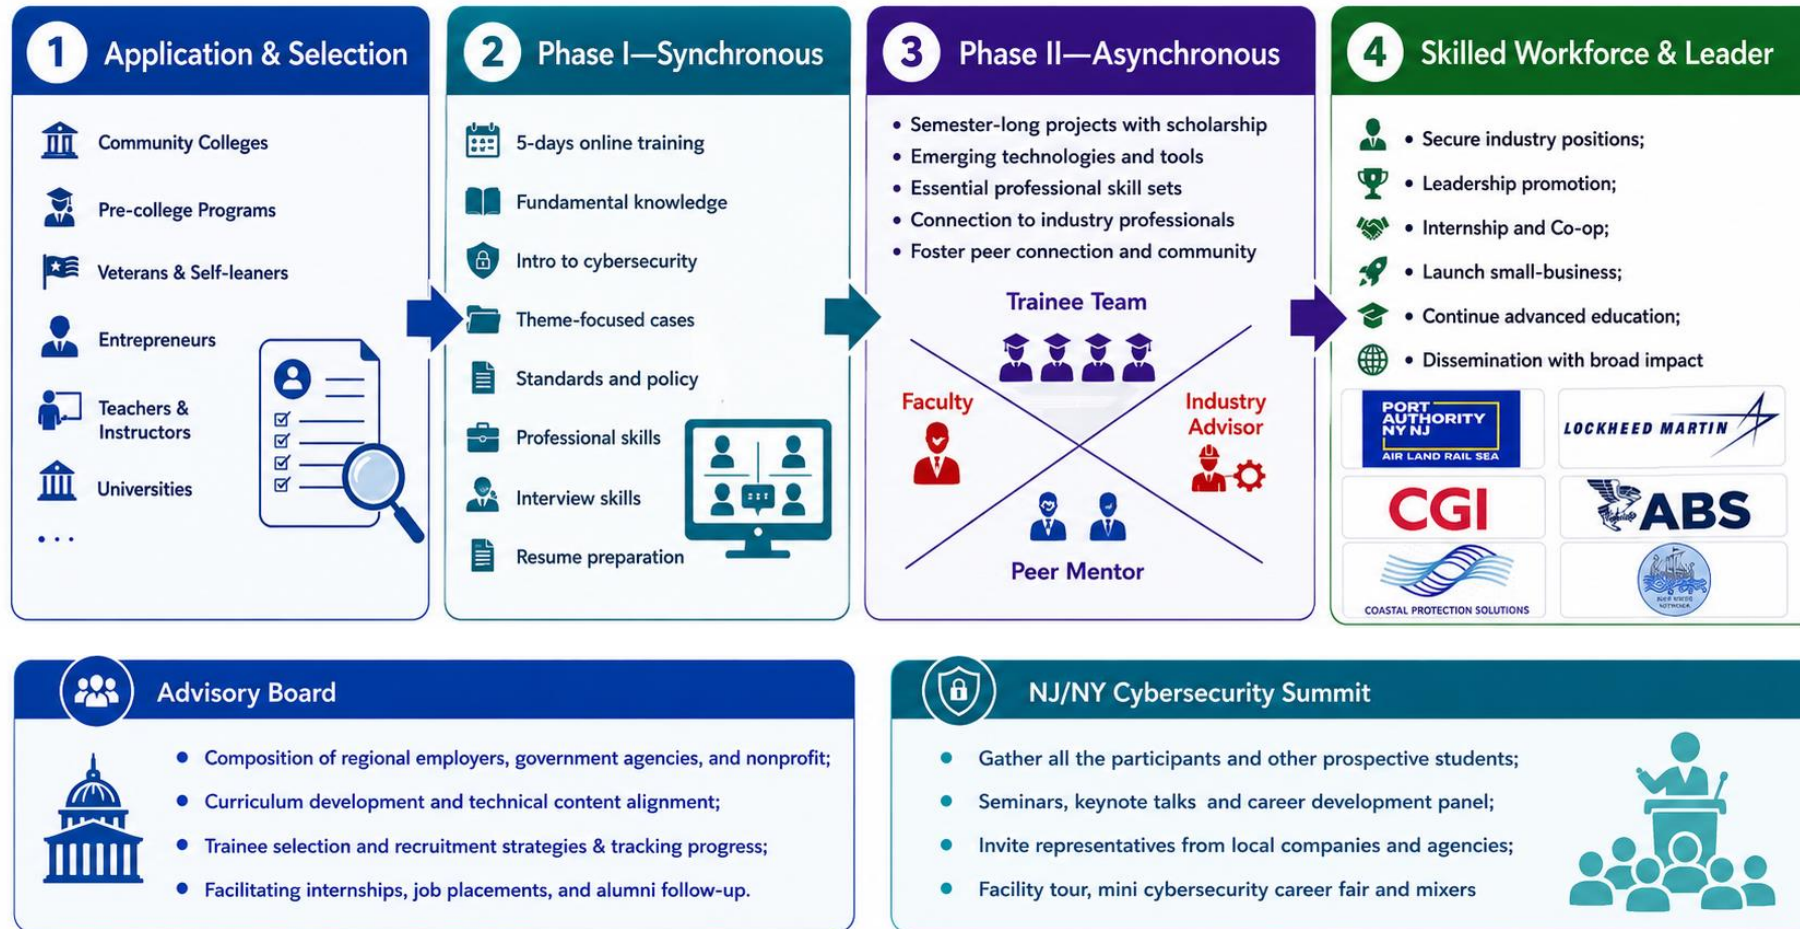 1 Application & Selection
Community Colleges
Pre-college Programs
Veterans & Self-leaners
Entrepreneurs
Teachers &
Instructors
Universities
...
2 Phase I—Synchronous
5-days online training
Fundamental knowledge
Intro to cybersecurity
Theme-focused cases
Standards and policy
Professional skills
Interview skills
Resume preparation
3 Phase II—Asynchronous
• Semester-long projects with scholarship
• Emerging technologies and tools
• Essential professional skill sets
• Connection to industry professionals
• Foster peer connection and community
Trainee Team
Faculty
Industry
Advisor
Peer Mentor
4 Skilled Workforce & Leader
• Secure industry positions;
• Leadership promotion;
• Internship and Co-op;
• Launch small-business;
• Continue advanced education;
• Dissemination with broad impact
PORT
AUTHORITY
NY NJ
AIR LAND RAIL SEA
LOCKHEED MARTIN
CGI
ABS
COASTAL PROTECTION SOLUTIONS
Advisory Board
• Composition of regional employers, government agencies, and nonprofit;
• Curriculum development and technical content alignment;
• Trainee selection and recruitment strategies & tracking progress;
• Facilitating internships, job placements, and alumni follow-up.
NJ/NY Cybersecurity Summit
• Gather all the participants and other prospective students;
• Seminars, keynote talks and career development panel;
• Invite representatives from local companies and agencies;
• Facility tour, mini cybersecurity career fair and mixers